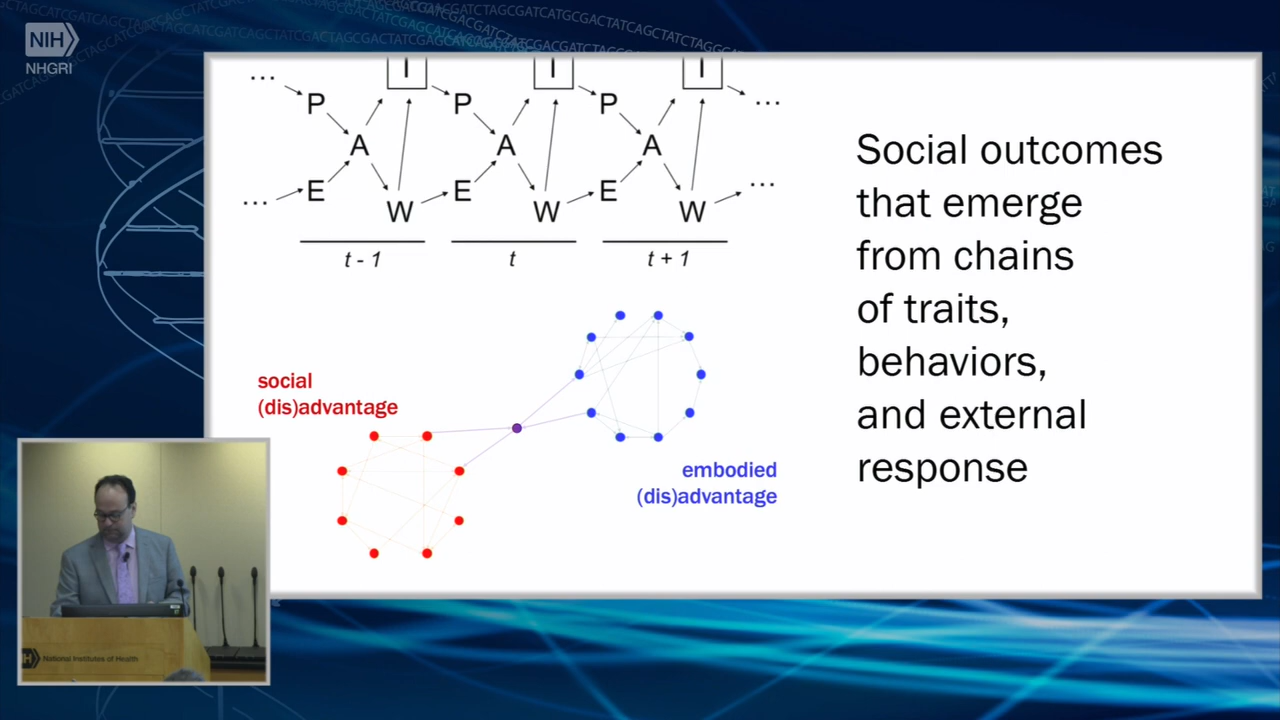 NIH
NHGRI
... I I I
P P P ...
A A A
E E E ...
... W W W
t - 1 t t + 1
Social outcomes
that emerge
from chains
of traits,
behaviors,
and external
response
social
(dis)advantage
embodied
(dis)advantage
National Institutes of Health